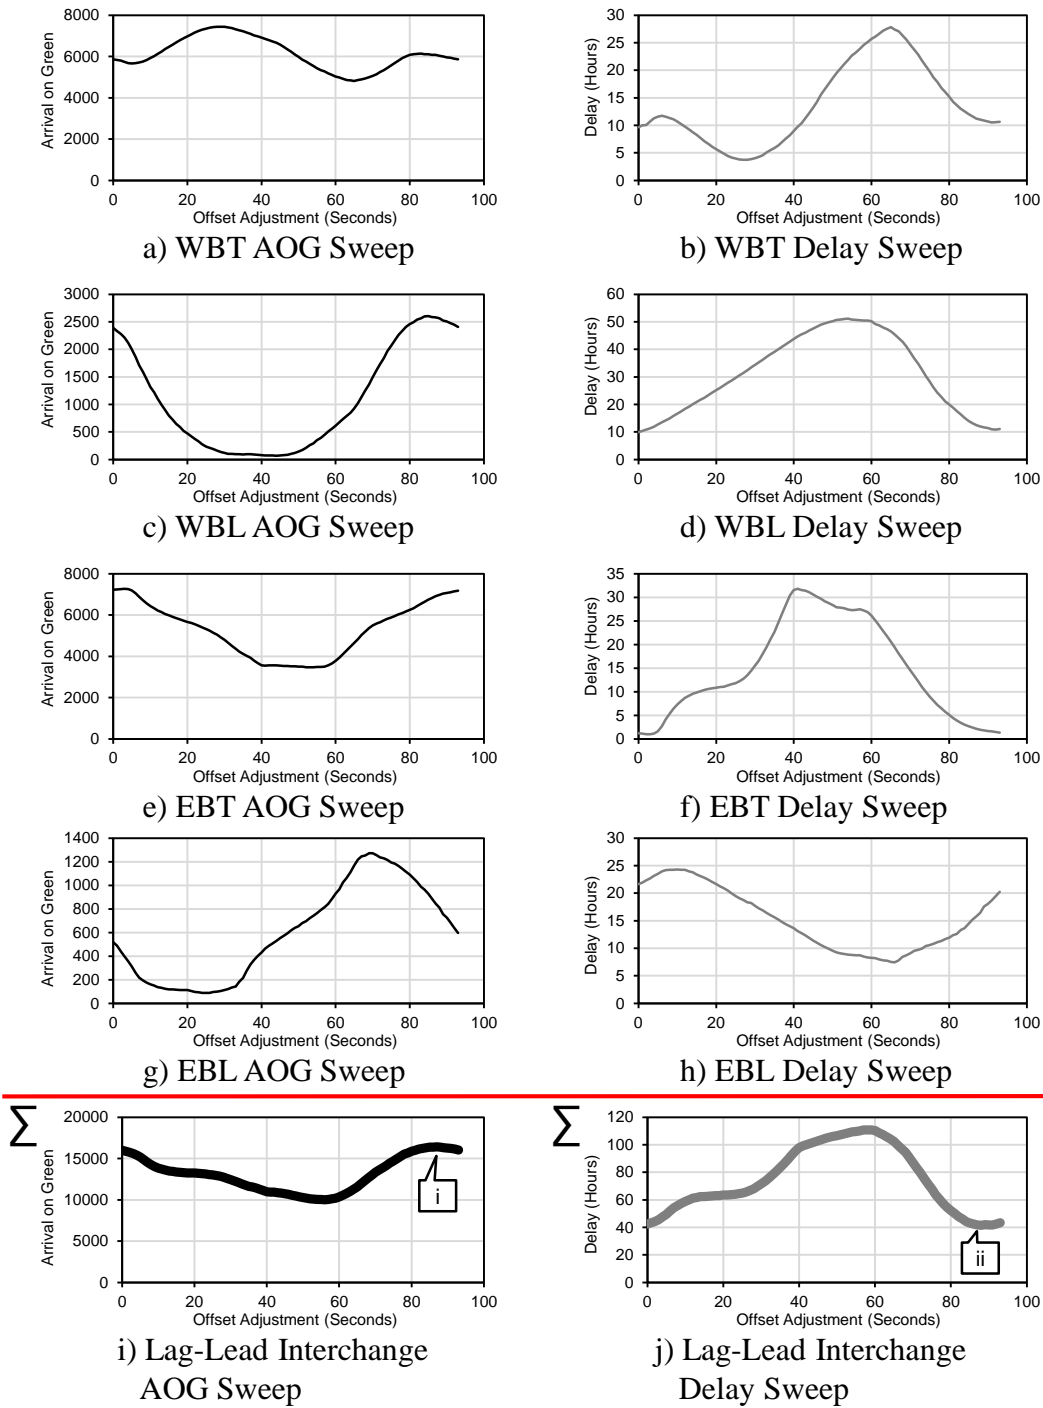 8000
6000
4000
2000
0
Arrival on Green
0 20 40 60 80 100
Offset Adjustment (Seconds)
a) WBT AOG Sweep
30
25
20
15
10
5
0
Delay (Hours)
0 20 40 60 80 100
Offset Adjustment (Seconds)
b) WBT Delay Sweep
3000
2500
2000
1500
1000
500
0
Arrival on Green
0 20 40 60 80 100
Offset Adjustment (Seconds)
c) WBL AOG Sweep
60
50
40
30
20
10
0
Delay (Hours)
0 20 40 60 80 100
Offset Adjustment (Seconds)
d) WBL Delay Sweep
8000
6000
4000
2000
0
Arrival on Green
0 20 40 60 80 100
Offset Adjustment (Seconds)
e) EBT AOG Sweep
35
30
25
20
15
10
5
0
Delay (Hours)
0 20 40 60 80 100
Offset Adjustment (Seconds)
f) EBT Delay Sweep
1400
1200
1000
800
600
400
200
0
Arrival on Green
0 20 40 60 80 100
Offset Adjustment (Seconds)
g) EBL AOG Sweep
30
25
20
15
10
5
0
Delay (Hours)
0 20 40 60 80 100
Offset Adjustment (Seconds)
h) EBL Delay Sweep
∑
20000
15000
10000
5000
0
Arrival on Green
i
0 20 40 60 80 100
Offset Adjustment (Seconds)
i) Lag-Lead Interchange
AOG Sweep
∑
120
100
80
60
40
20
0
Delay (Hours)
ii
0 20 40 60 80 100
Offset Adjustment (Seconds)
j) Lag-Lead Interchange
Delay Sweep